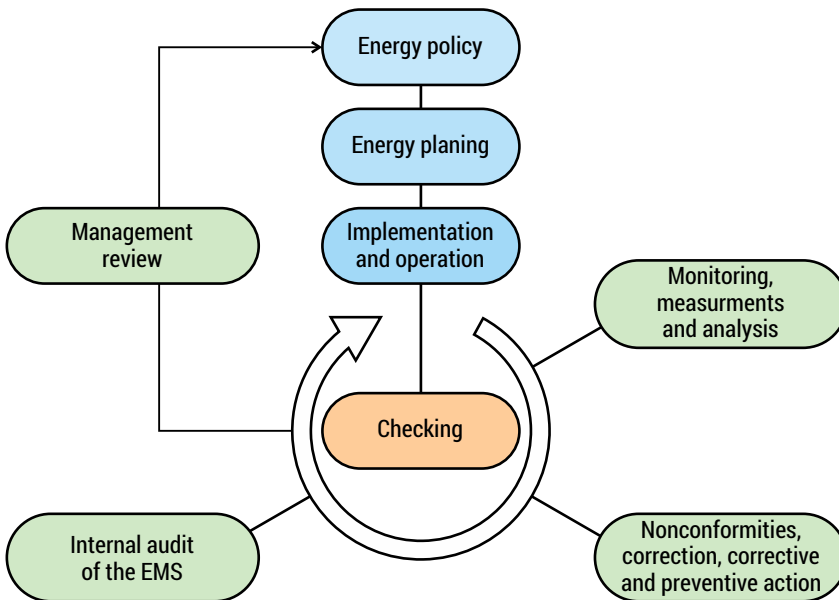 Energy policy
Energy planing
Management
review
Implementation
and operation
Monitoring,
measurments
and analysis
Checking
Internal audit
of the EMS
Nonconformities,
correction, corrective
and preventive action